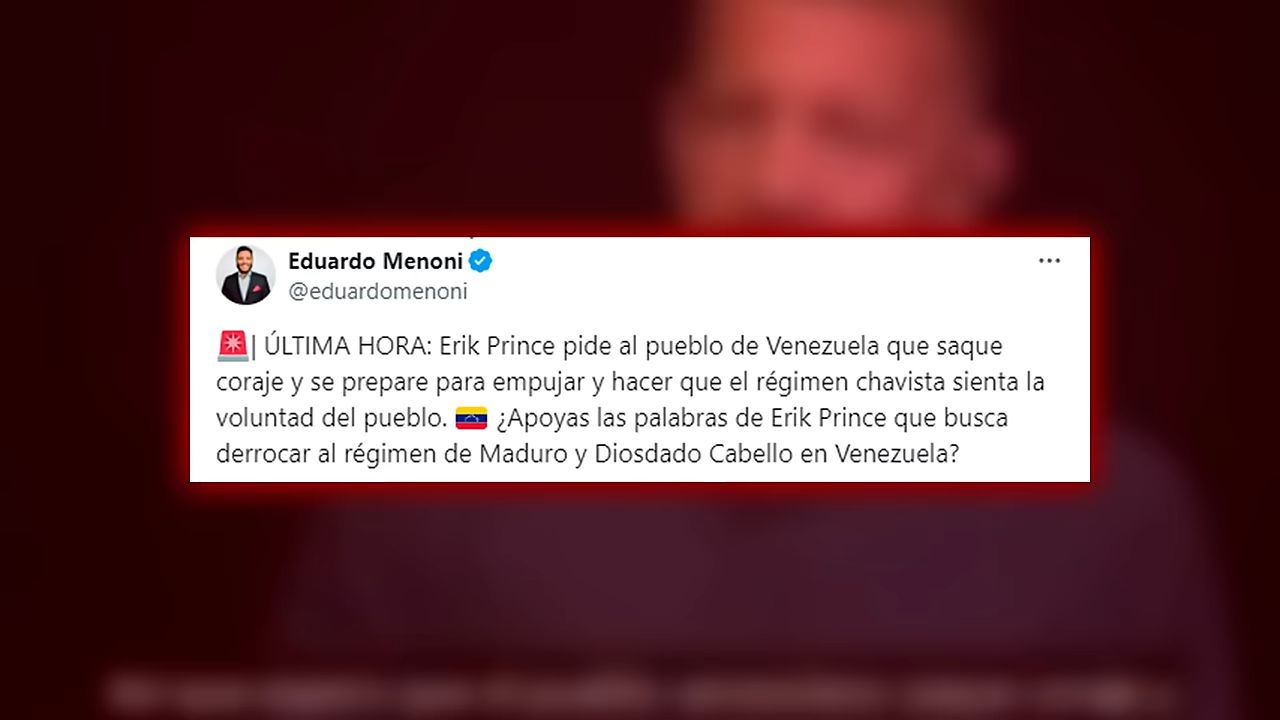 Eduardo Menoni
@eduardomenoni
🚨| ÚLTIMA HORA: Erik Prince pide al pueblo de Venezuela que saque
coraje y se prepare para empujar y hacer que el régimen chavista sienta la
voluntad del pueblo. 🇻🇪 ¿Apoyas las palabras de Erik Prince que busca
derrocar al régimen de Maduro y Diosdado Cabello en Venezuela?